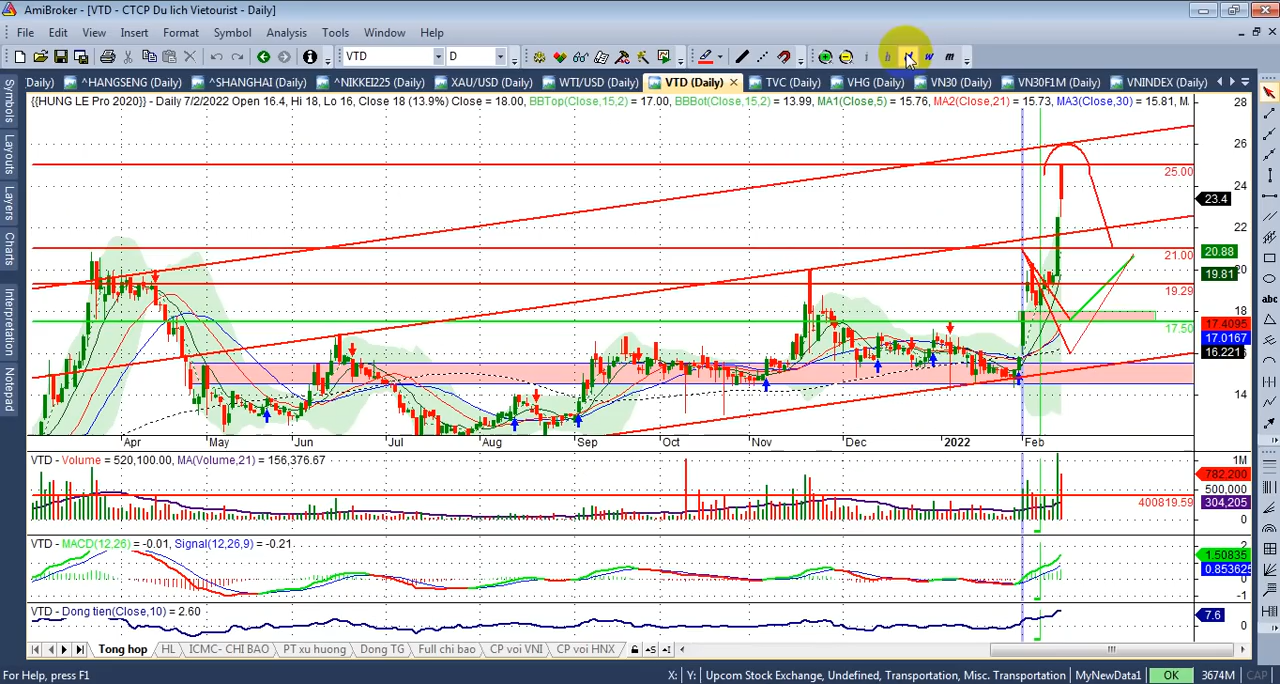 AmiBroker - [VTD - CTCP Du lich Vietourist - Daily]
File Edit View Insert Format Symbol Analysis Tools Window Help
VTD D i h w m
Daily) ^HANGSENG (Daily) ^SHANGHAI (Daily) ^NIKKEI225 (Daily) XAU/USD (Daily) WTI/USD (Daily) VTD (Daily) TVC (Daily) VHG (Daily) VN30 (Daily) VN30F1M (Daily) VNINDEX (Daily)
{{HUNG LE Pro 2020}} - Daily 7/2/2022 Open 16.4, Hi 18, Lo 16, Close 18 (13.9%) Close = 18.00, BBTop(Close,15,2) = 17.00, BBBot(Close,15,2) = 13.99, MA1(Close,5) = 15.76, MA2(Close,21) = 15.73, MA3(Close,30) = 15.81, M
Symbols
Layouts
Layers
Charts
Interpretation
Notepad
abc
28
26
25.00
24
23.4
22
21.00
20.88
20
19.81
19.29
18
17.50
17.4095
17.0167
16.221
14
Apr May Jun Jul Aug Sep Oct Nov Dec 2022 Feb
VTD - Volume = 520,100.00, MA(Volume,21) = 156,376.67
1M
782,200
500,000
400819.59
304,205
0
VTD - MACD(12,26) = -0.01, Signal(12,26,9) = -0.21
2
1.50835
0.853625
-1
VTD - Dong tien(Close,10) = 2.60
7.6
0
Tong hop HL ICMC- CHI BAO PT xu huong Dong TG Full chi bao CP voi VNI CP voi HNX
For Help, press F1 X: Y: Upcom Stock Exchange, Undefined, Transportation, Misc. Transportation MyNewData1 OK 3674M CAP